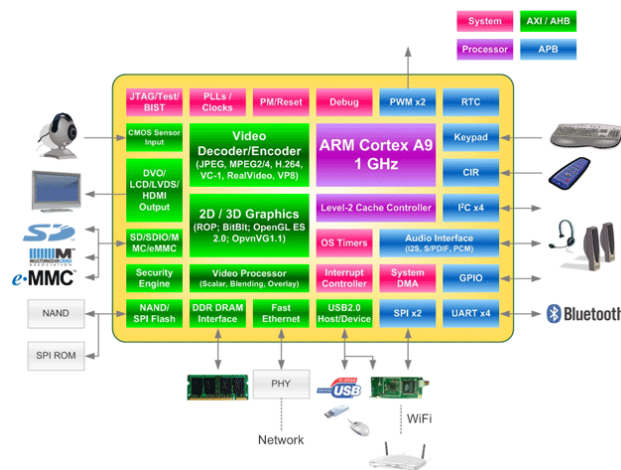 System
AXI / AHB
Processor
APB
JTAG/Test/
BIST
PLLs /
Clocks
PM/Reset
Debug
PWM x2
RTC
CMOS Sensor
Input
Video
Decoder/Encoder
(JPEG, MPEG2/4, H.264,
VC-1, RealVideo, VP8)
ARM Cortex A9
1 GHz
Keypad
DVO/
LCD/LVDS/
HDMI
Output
CIR
2D / 3D Graphics
(ROP; BitBlt; OpenGL ES
2.0; OpvnVG1.1)
Level-2 Cache Controller
I²C x4
SD/SDIO/M
MC/eMMC
OS Timers
Audio Interface
(I2S, S/PDIF, PCM)
Security
Engine
Video Processor
(Scalar, Blending, Overlay)
Interrupt
Controller
System
DMA
GPIO
NAND/
SPI Flash
DDR DRAM
Interface
Fast
Ethernet
USB2.0
Host/Device
SPI x2
UART x4
SD
MULTIMEDIACARD
ASSOCIATION
e•MMC
NAND
SPI ROM
Bluetooth
PHY
USB
Network
WiFi